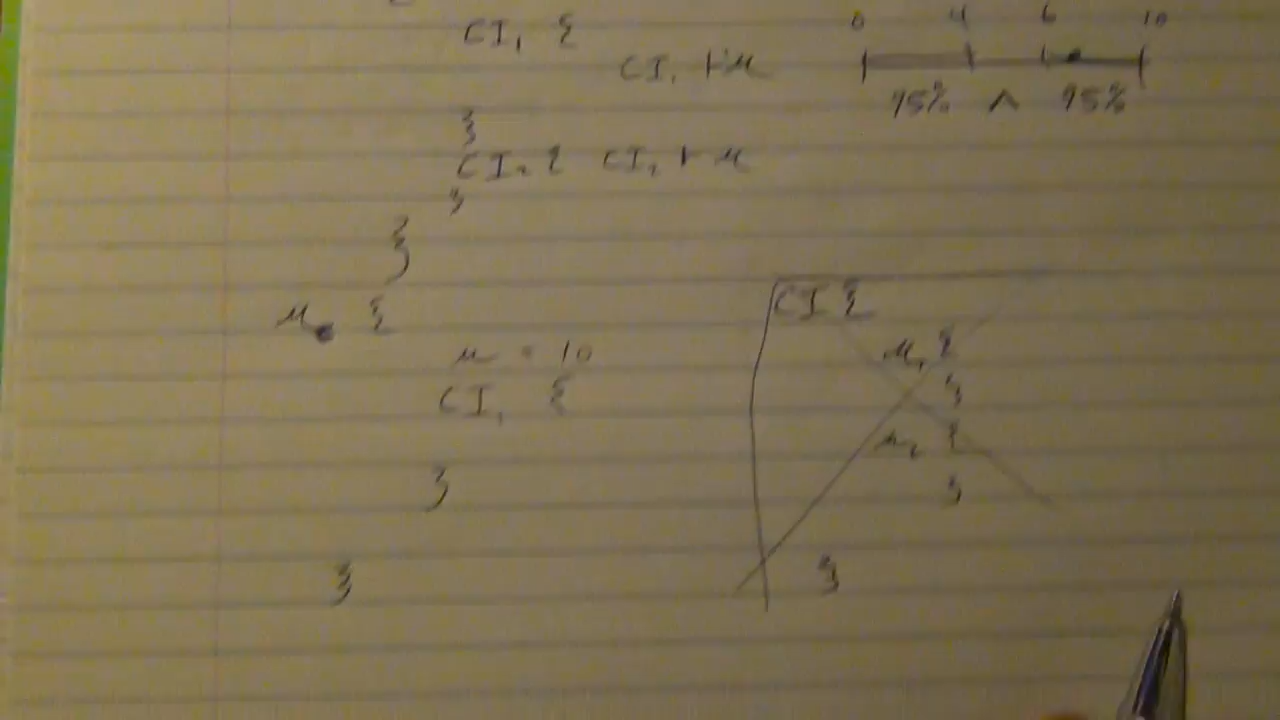 CI₁ {
CI₁ + μ
0 4 6 10
95% ^ 95%
}
CI₂ { CI₁ + μ
}
}
μ {
μ = 10
CI₁ {
}
}
CI {
μ₁ {
}
μ₂ {
}
}